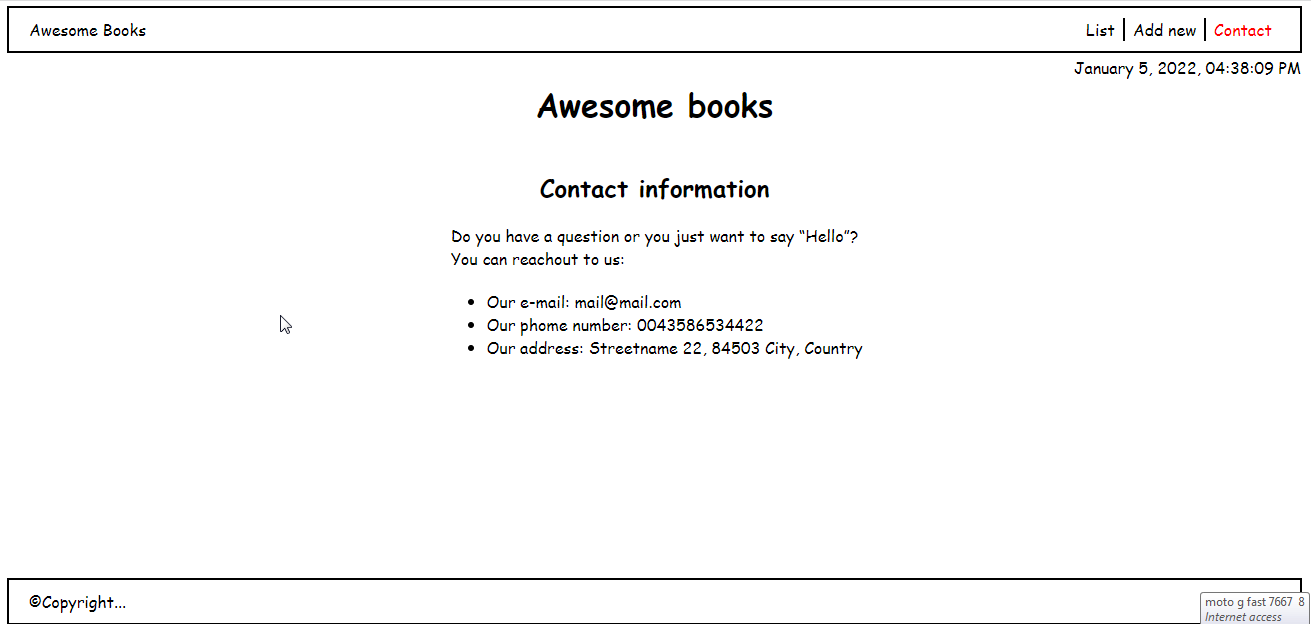 Awesome Books
List Add new Contact
January 5, 2022, 04:38:09 PM
Awesome books
Contact information
Do you have a question or you just want to say “Hello”?
You can reachout to us:
• Our e-mail: mail@mail.com
• Our phone number: 0043586534422
• Our address: Streetname 22, 84503 City, Country
©Copyright...
moto g fast 7667 8
Internet access